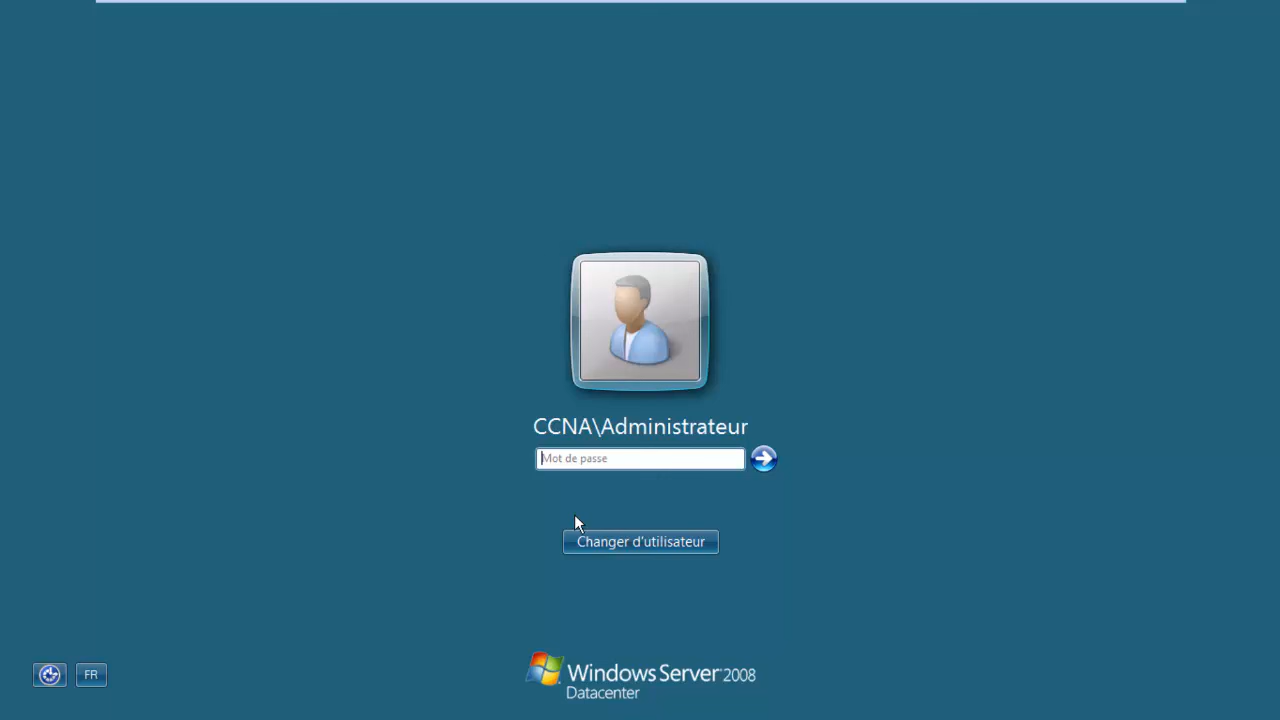 CCNA\Administrateur
Mot de passe
Changer d'utilisateur
FR
Windows Server 2008
Datacenter